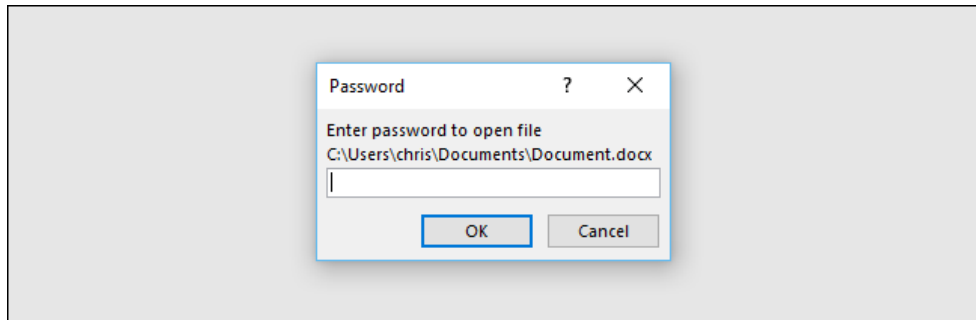 Password ?
Enter password to open file
C:\Users\chris\Documents\Document.docx
OK Cancel